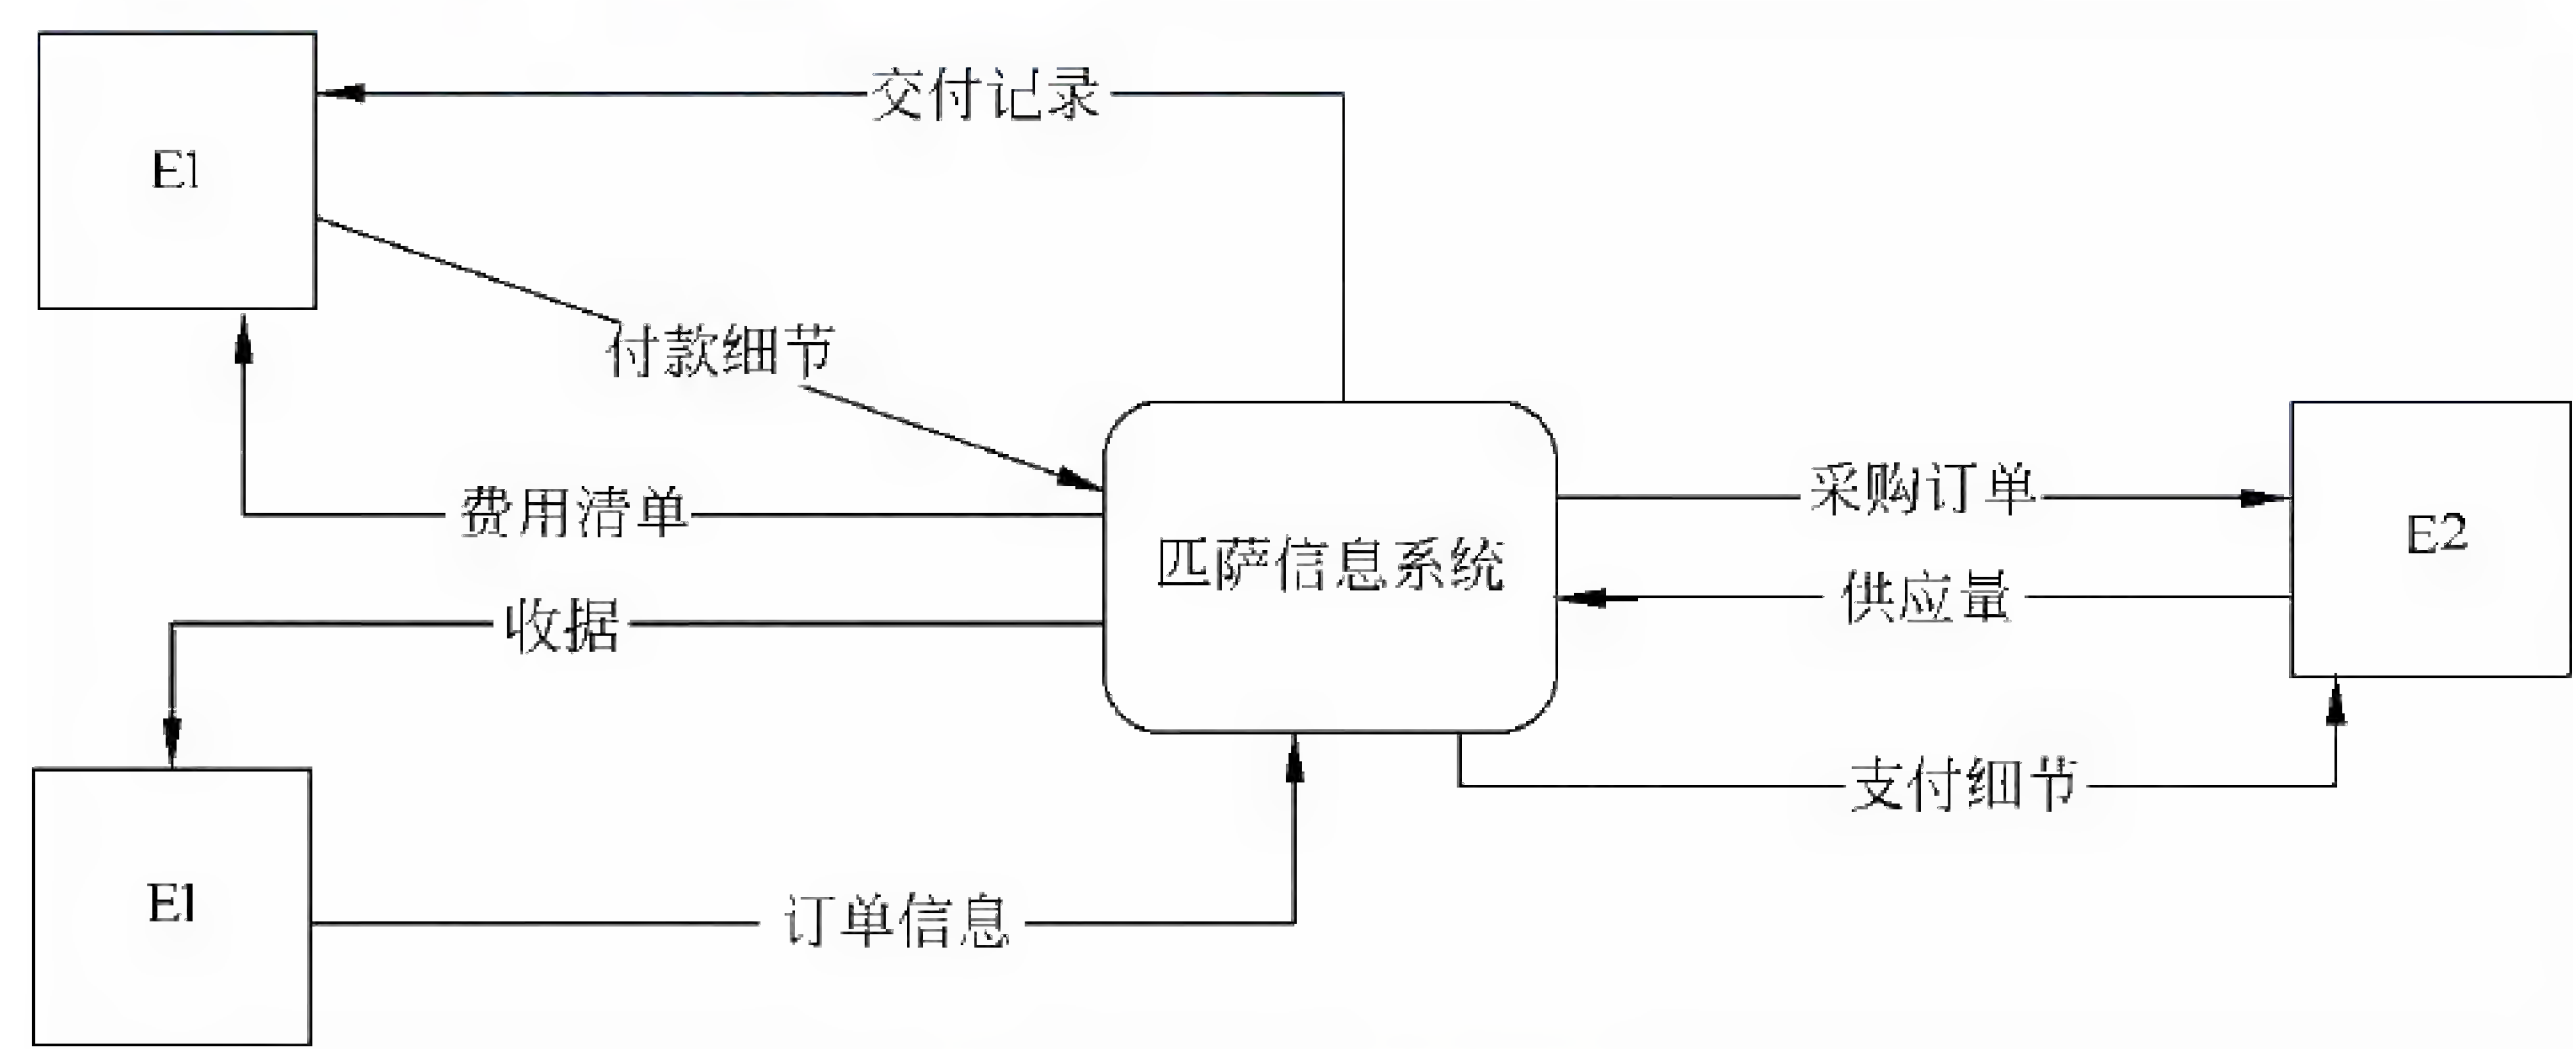 交付记录
E1
付款细节
费用清单
采购订单
E2
匹萨信息系统
供应量
收据
支付细节
E1
订单信息